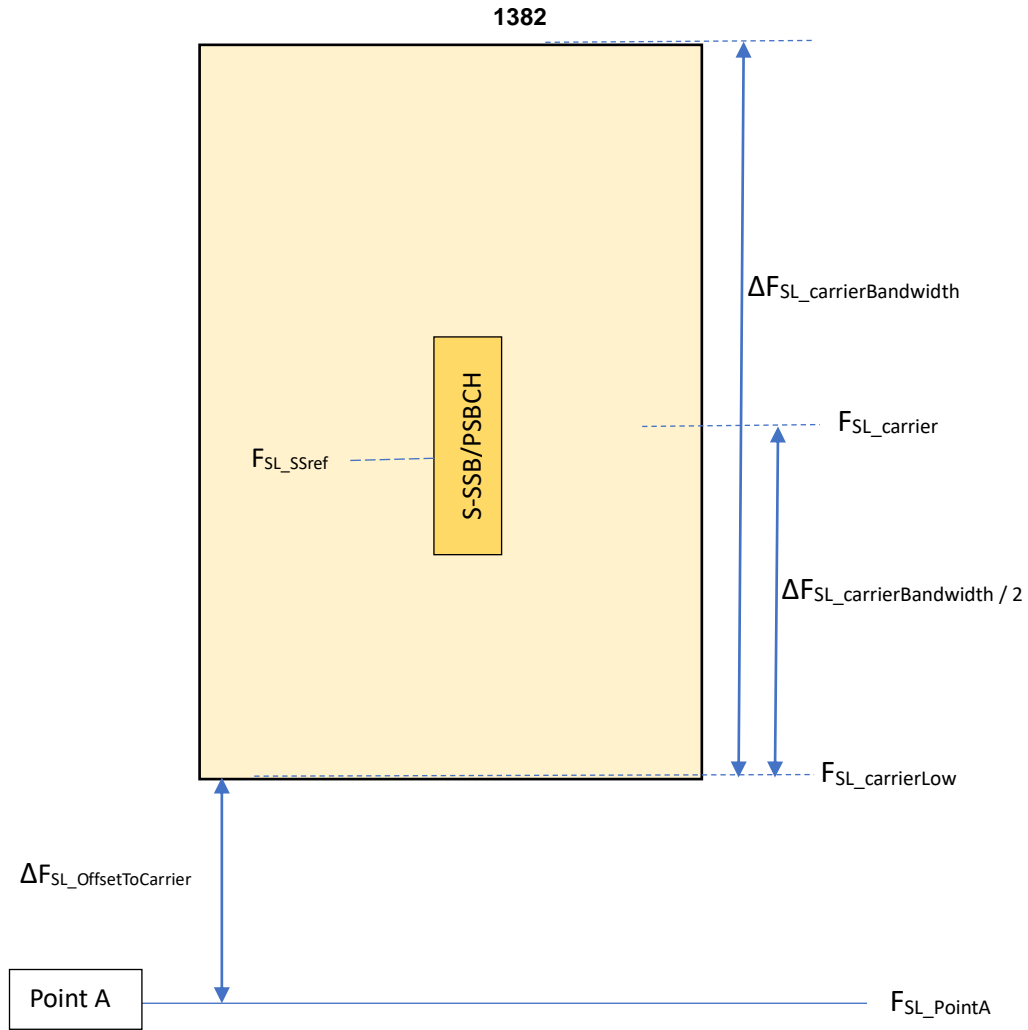 1382
ΔFSL_carrierBandwidth
FSL_carrier
S-SSB/PSBCH
FSL_SSref
ΔFSL_carrierBandwidth / 2
FSL_carrierLow
ΔFSL_OffsetToCarrier
Point A
FSL_PointA